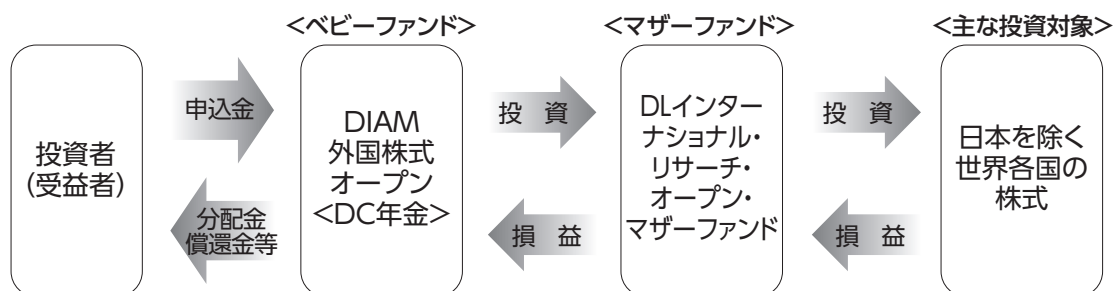 <ベビーファンド>
<マザーファンド>
<主な投資対象>
投資者
(受益者)
申込金
分配金
償還金等
DIAM
外国株式
オープン
<DC年金>
投 資
損 益
DLインター
ナショナル・
リサーチ・
オープン・
マザーファンド
投 資
損 益
日本を除く
世界各国の
株式